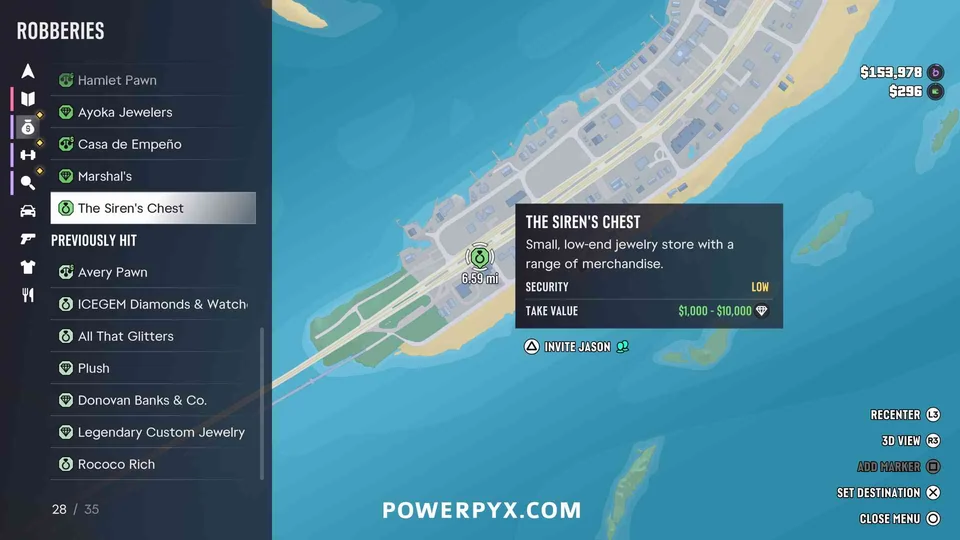 ROBBERIES
Hamlet Pawn
Ayoka Jewelers
Casa de Empeño
Marshal's
The Siren's Chest
PREVIOUSLY HIT
Avery Pawn
ICEGEM Diamonds & Watch
All That Glitters
Plush
Donovan Banks & Co.
Legendary Custom Jewelry
Rococo Rich
28 / 35
6.59 mi
THE SIREN'S CHEST
Small, low-end jewelry store with a
range of merchandise.
SECURITY LOW
TAKE VALUE $1,000 - $10,000
INVITE JASON
$153,978
$296
RECENTER L3
3D VIEW R3
ADD MARKER
SET DESTINATION
CLOSE MENU
POWERPYX.COM